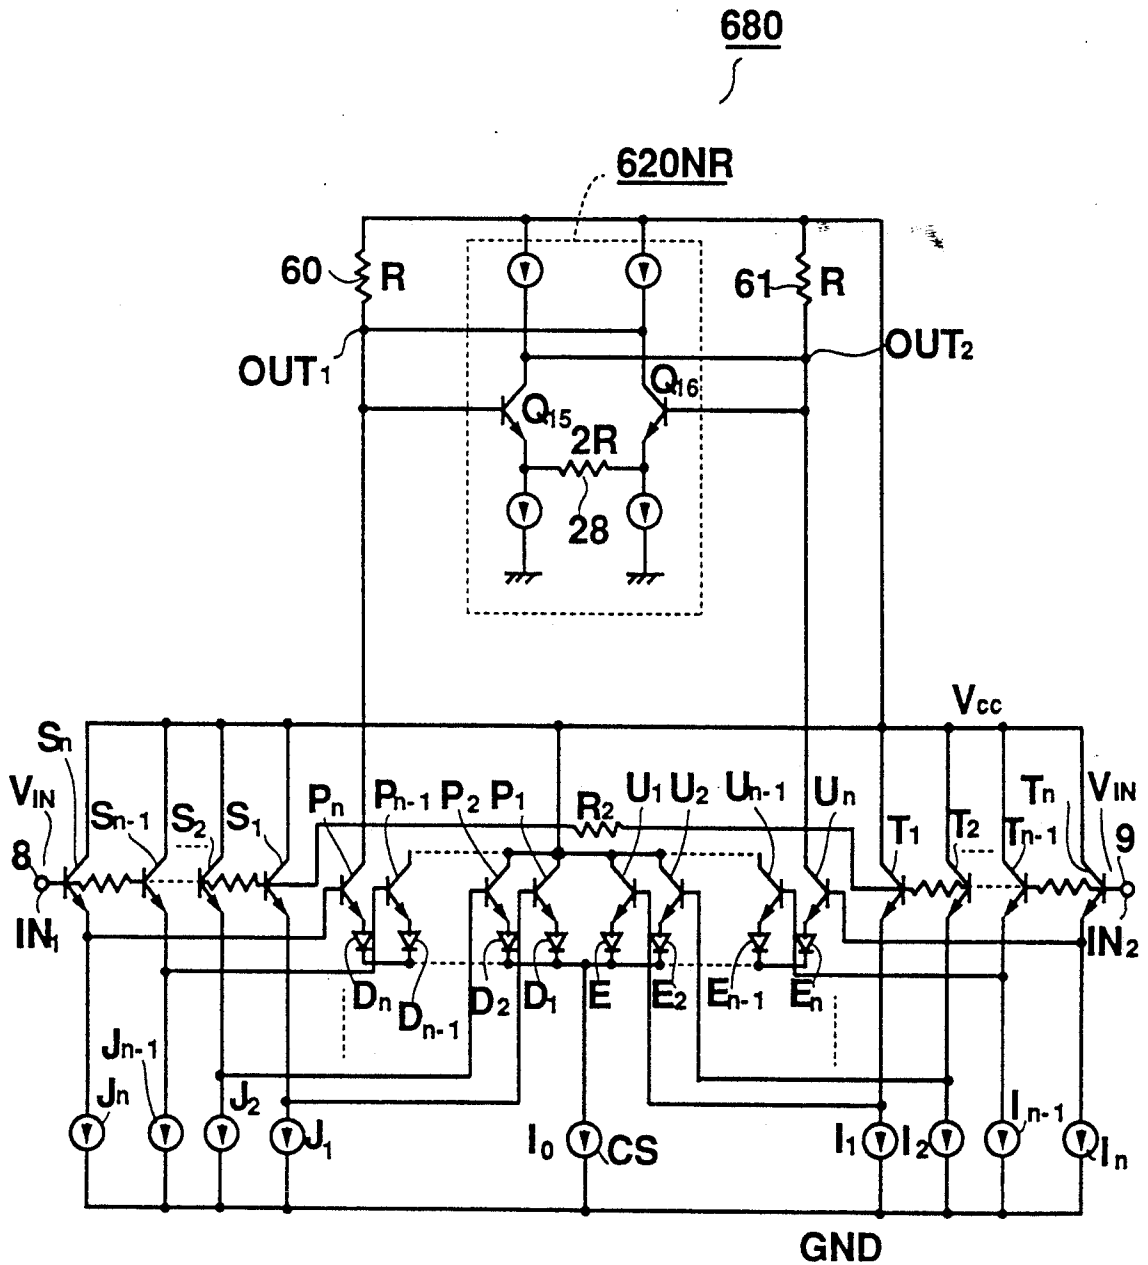 680
620NR
60 R
61 R
OUT1
OUT2
Q15
Q16
2R
28
Vcc
Sn
VIN
8
IN1
Sn-1
S2
S1
Pn
Pn-1
P2
P1
R2
U1
U2
Un-1
Un
T1
T2
Tn-1
Tn
VIN
9
IN2
Dn
Dn-1
D2
D1
E
E2
En-1
En
Jn-1
Jn
J2
J1
I0
CS
I1
I2
In-1
In
GND